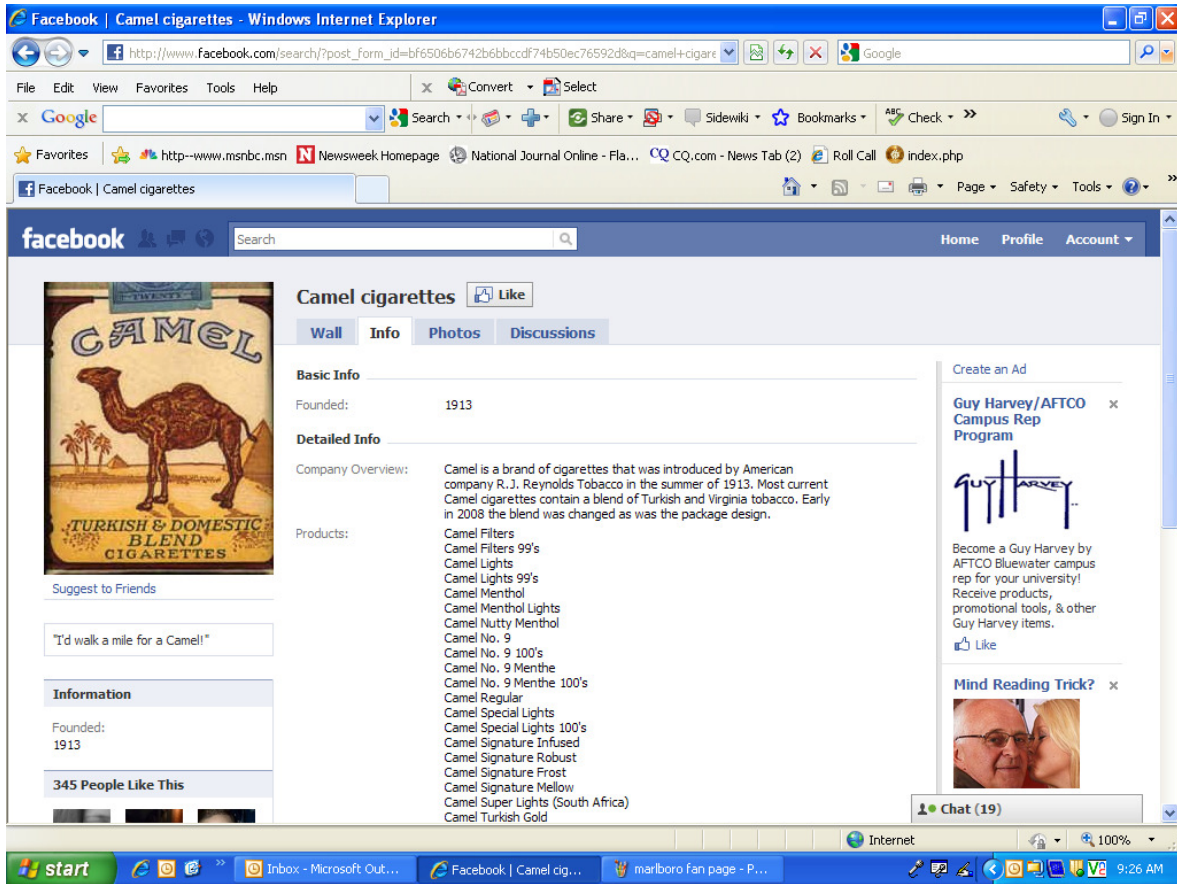 Facebook | Camel cigarettes - Windows Internet Explorer
http://www.facebook.com/search/?post_form_id=bf6506b6742b6bbccdf74b50ec76592d&q=camel+cigare
Google
File Edit View Favorites Tools Help
x Convert Select
x Google Search Share Sidewiki Bookmarks ABC Check >> Sign In
Favorites http--www.msnbc.msn N Newsweek Homepage National Journal Online - Fla... CQ CQ.com - News Tab (2) Roll Call index.php
Facebook | Camel cigarettes
Page Safety Tools >>
facebook Search Home Profile Account
TWENTY
CAMEL
TURKISH & DOMESTIC
BLEND
CIGARETTES
Suggest to Friends
"I'd walk a mile for a Camel!"
Information
Founded:
1913
345 People Like This
Camel cigarettes Like
Wall Info Photos Discussions
Basic Info
Founded: 1913
Detailed Info
Company Overview: Camel is a brand of cigarettes that was introduced by American
company R.J. Reynolds Tobacco in the summer of 1913. Most current
Camel cigarettes contain a blend of Turkish and Virginia tobacco. Early
in 2008 the blend was changed as was the package design.
Products: Camel Filters
Camel Filters 99's
Camel Lights
Camel Lights 99's
Camel Menthol
Camel Menthol Lights
Camel Nutty Menthol
Camel No. 9
Camel No. 9 100's
Camel No. 9 Menthe
Camel No. 9 Menthe 100's
Camel Regular
Camel Special Lights
Camel Special Lights 100's
Camel Signature Infused
Camel Signature Robust
Camel Signature Frost
Camel Signature Mellow
Camel Super Lights (South Africa)
Camel Turkish Gold
Create an Ad
Guy Harvey/AFTCO x
Campus Rep
Program
GUY HARVEY
Become a Guy Harvey by
AFTCO Bluewater campus
rep for your university!
Receive products,
promotional tools, & other
Guy Harvey items.
Like
Mind Reading Trick? x
Chat (19)
Internet 100%
start >> Inbox - Microsoft Out... Facebook | Camel cig... marlboro fan page - P... 9:26 AM